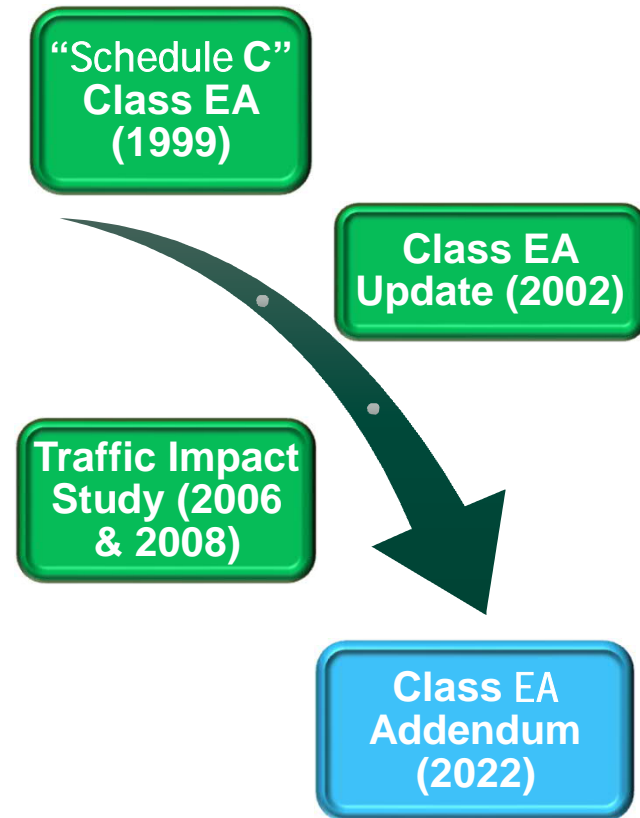 “Schedule C”
Class EA
(1999)
Class EA
Update (2002)
Traffic Impact
Study (2006
& 2008)
Class EA
Addendum
(2022)